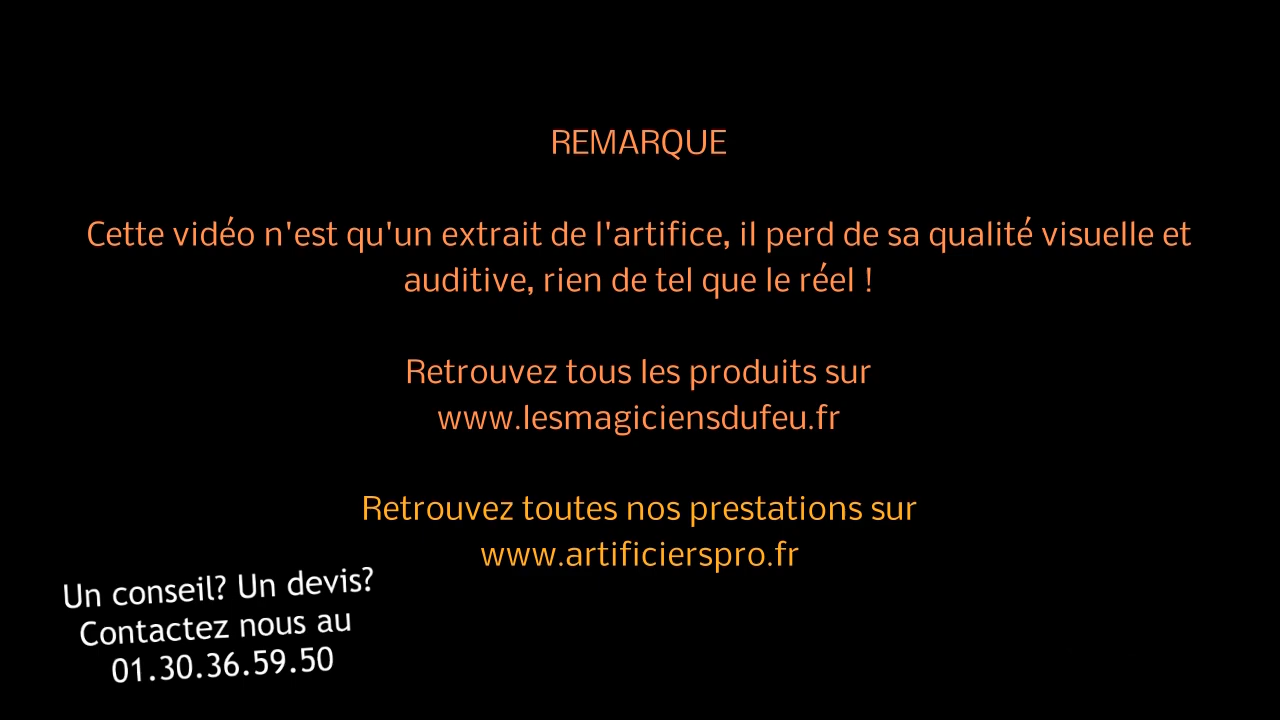 REMARQUE
Cette vidéo n'est qu'un extrait de l'artifice, il perd de sa qualité visuelle et
auditive, rien de tel que le réel !
Retrouvez tous les produits sur
www.lesmagiciensdufeu.fr
Retrouvez toutes nos prestations sur
www.artificierspro.fr
Un conseil? Un devis?
Contactez nous au
01.30.36.59.50